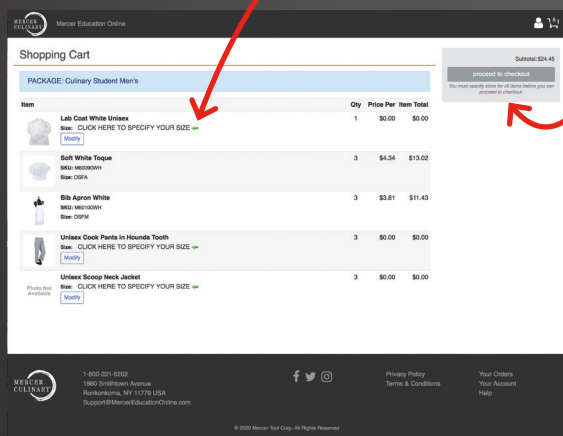 MERCER
CULINARY
Mercer Education Online
Shopping Cart
Subtotal:$24.45
proceed to checkout
You must specify sizes for all items before you can
proceed to checkout.
PACKAGE: Culinary Student Men's
Item Qty Price Per Item Total
Lab Coat White Unisex 1 $0.00 $0.00
Size: CLICK HERE TO SPECIFY YOUR SIZE
Modify
Soft White Toque 3 $4.34 $13.02
SKU: M60090WH
Size: OSFA
Bib Apron White 3 $3.81 $11.43
SKU: M60100WH
Size: OSFM
Unisex Cook Pants in Hounds Tooth 3 $0.00 $0.00
Size: CLICK HERE TO SPECIFY YOUR SIZE
Modify
Unisex Scoop Neck Jacket 3 $0.00 $0.00
Photo Not
Available
Size: CLICK HERE TO SPECIFY YOUR SIZE
Modify
MERCER
CULINARY
1-800-221-5202
1860 Smithtown Avenue
Ronkonkoma, NY 11779 USA
Support@MercerEducationOnline.com
Privacy Policy
Terms & Conditions
Your Orders
Your Account
Help
© 2020 Mercer Tool Corp. All Rights Reserved